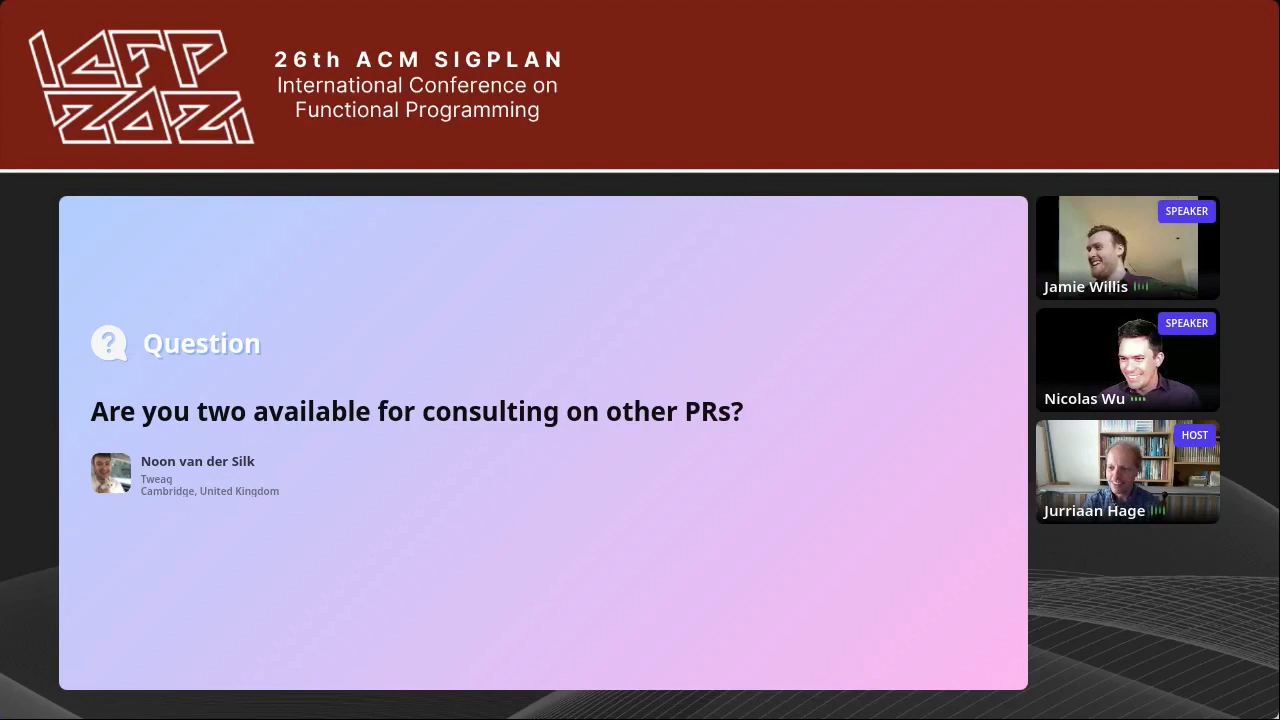 ICFP
2021
26th ACM SIGPLAN
International Conference on
Functional Programming
Question
Are you two available for consulting on other PRs?
Noon van der Silk
Tweag
Cambridge, United Kingdom
SPEAKER
Jamie Willis
SPEAKER
Nicolas Wu
HOST
Jurriaan Hage